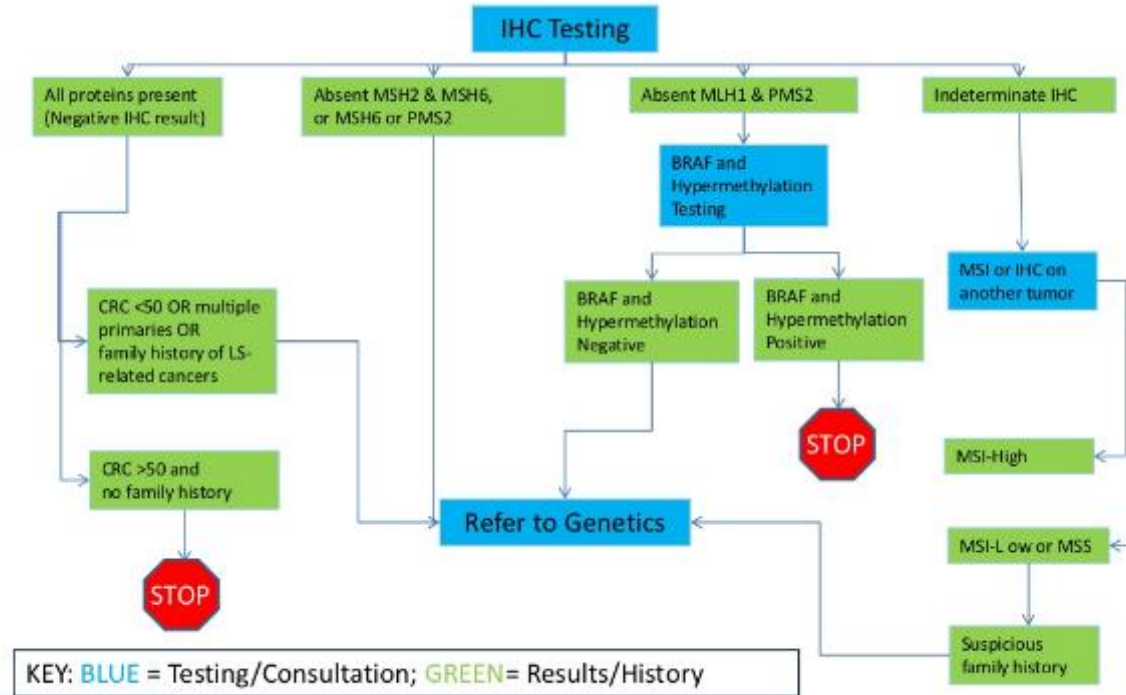 IHC Testing
All proteins present
(Negative IHC result)
Absent MSH2 & MSH6,
or MSH6 or PMS2
Absent MLH1 & PMS2
Indeterminate IHC
BRAF and
Hypermethylation
Testing
MSI or IHC on
another tumor
CRC <50 OR multiple
primaries OR
family history of LS-
related cancers
BRAF and
Hypermethylation
Negative
BRAF and
Hypermethylation
Positive
STOP
MSI-High
CRC >50 and
no family history
Refer to Genetics
MSI-L ow or MSS
STOP
Suspicious
family history
KEY: BLUE = Testing/Consultation; GREEN= Results/History